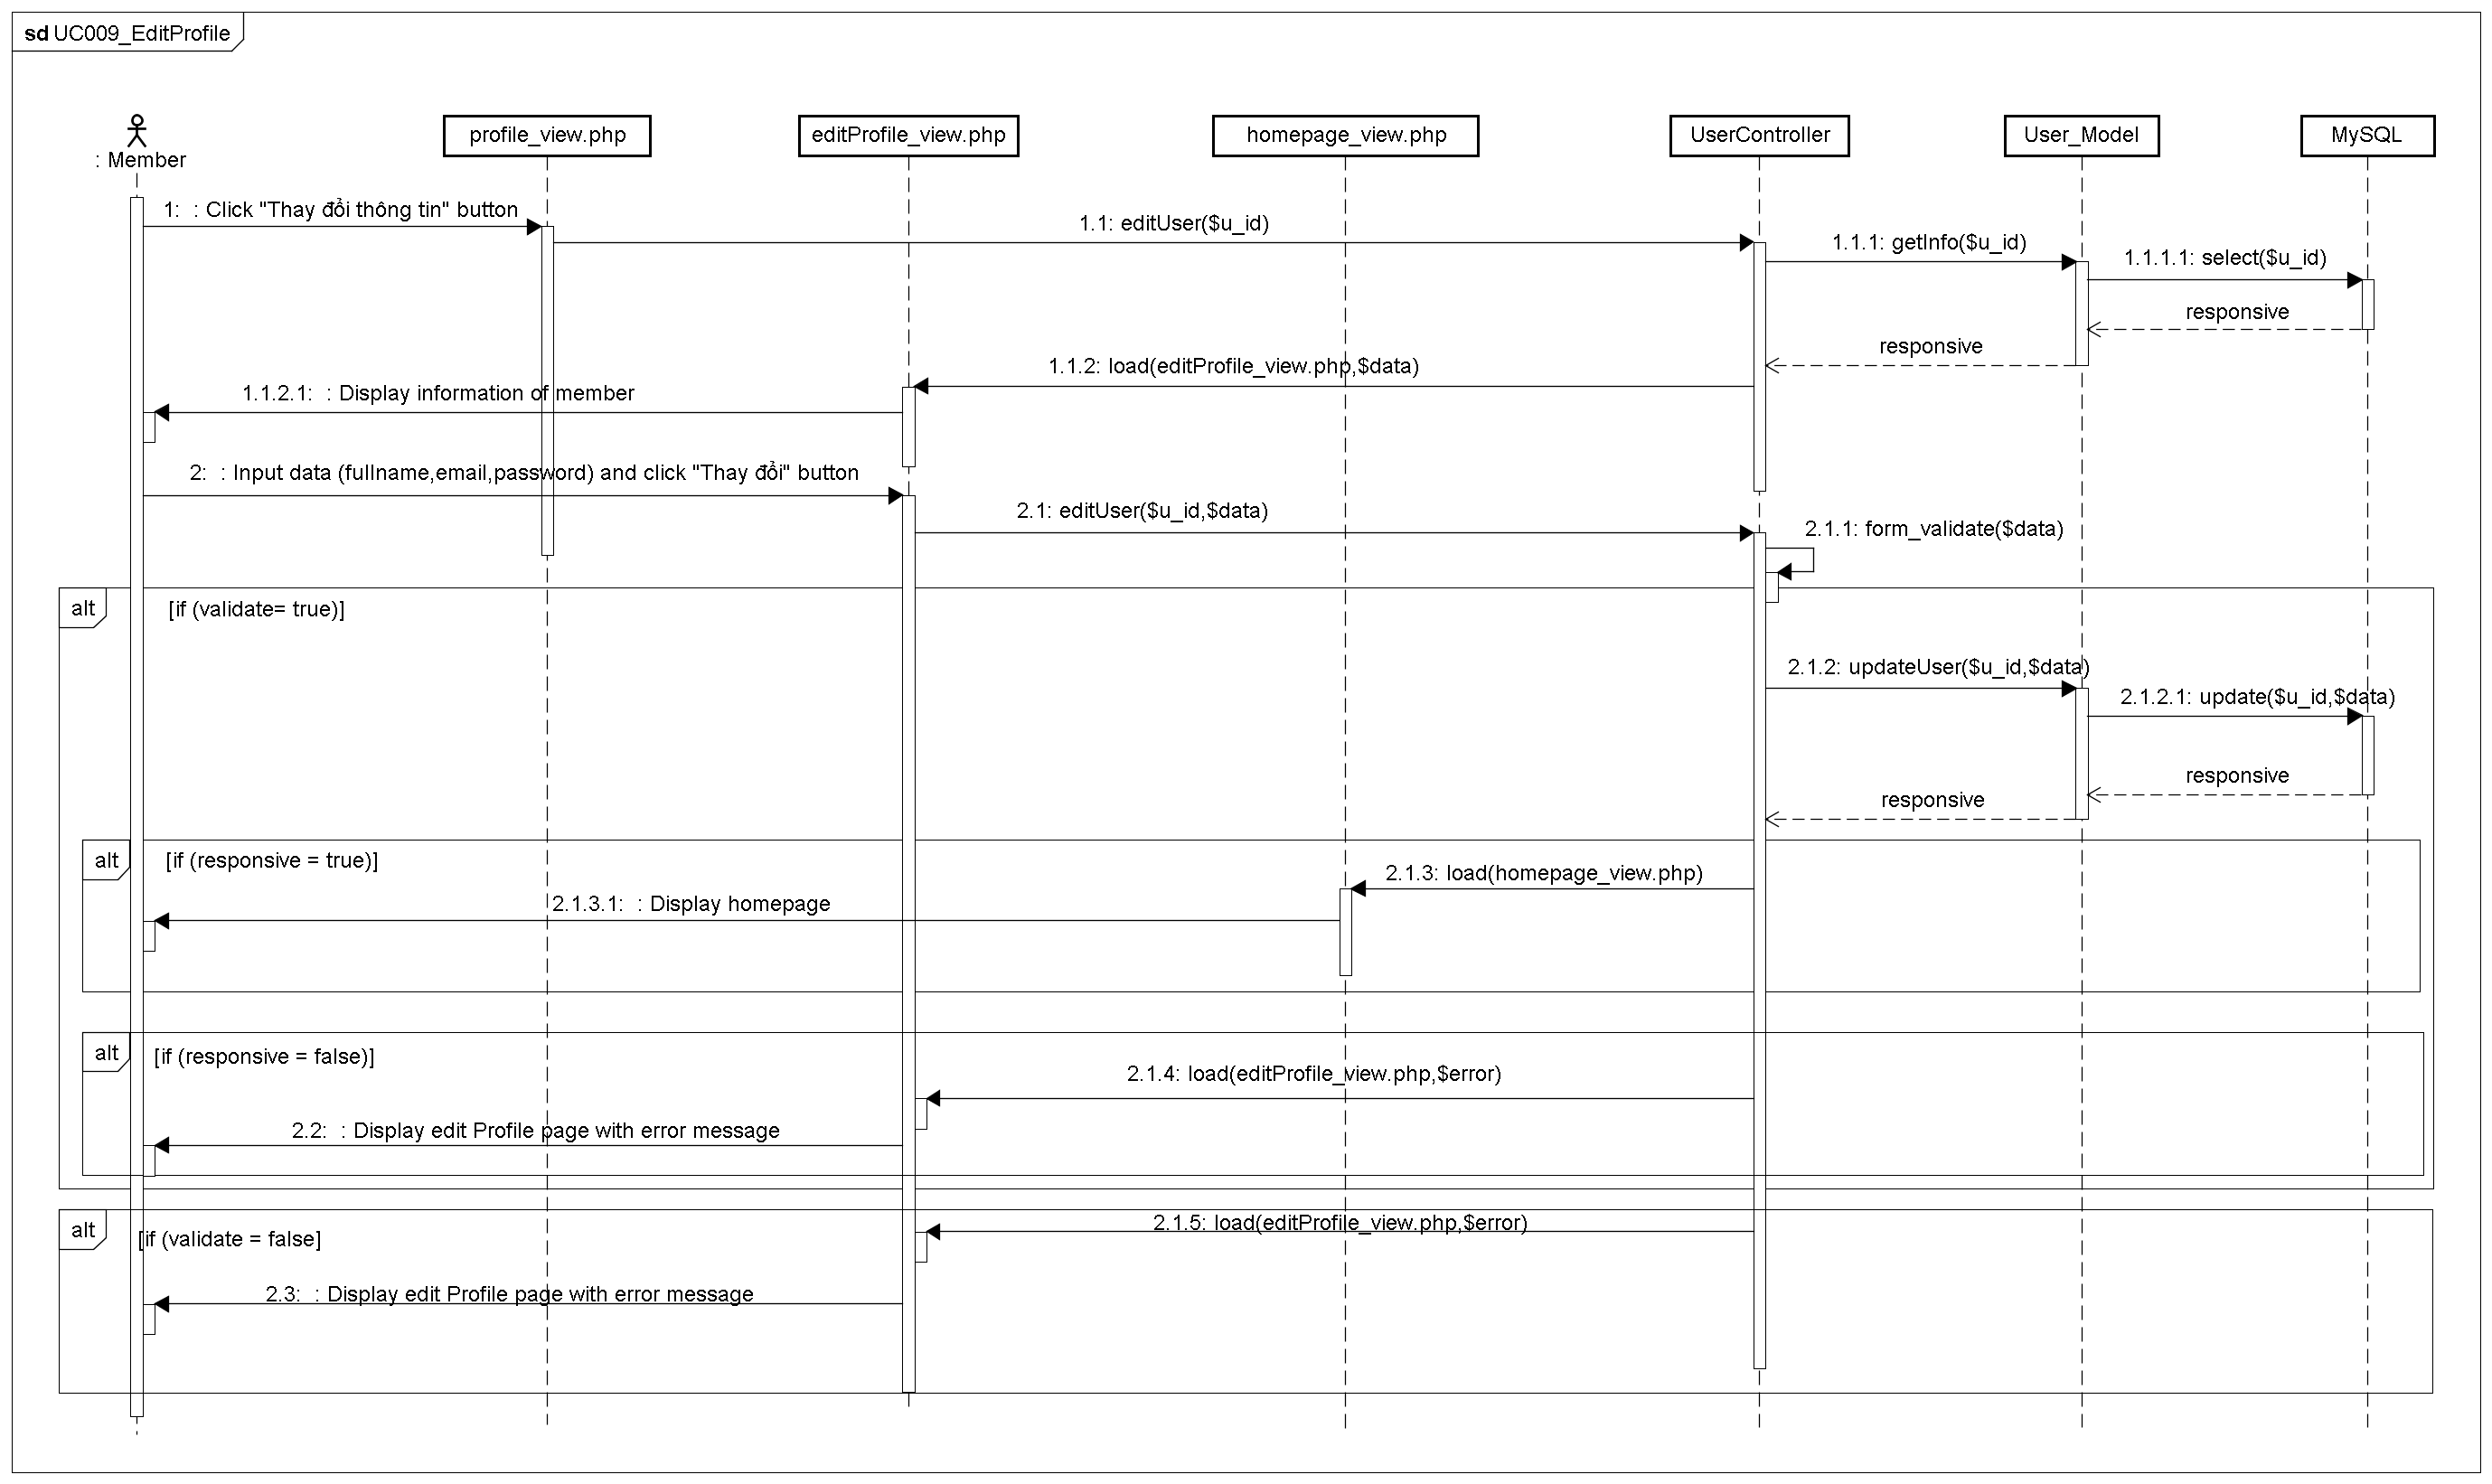 sd UC009_EditProfile
: Member
profile_view.php
editProfile_view.php
homepage_view.php
UserController
User_Model
MySQL
1:  : Click "Thay đổi thông tin" button
1.1: editUser($u_id)
1.1.1: getInfo($u_id)
1.1.1.1: select($u_id)
responsive
responsive
1.1.2: load(editProfile_view.php,$data)
1.1.2.1:  : Display information of member
2:  : Input data (fullname,email,password) and click "Thay đổi" button
2.1: editUser($u_id,$data)
2.1.1: form_validate($data)
alt
[if (validate= true)]
2.1.2: updateUser($u_id,$data)
2.1.2.1: update($u_id,$data)
responsive
responsive
alt
[if (responsive = true)]
2.1.3: load(homepage_view.php)
2.1.3.1:  : Display homepage
alt
[if (responsive = false)]
2.1.4: load(editProfile_view.php,$error)
2.2:  : Display edit Profile page with error message
alt
[if (validate = false]
2.1.5: load(editProfile_view.php,$error)
2.3:  : Display edit Profile page with error message